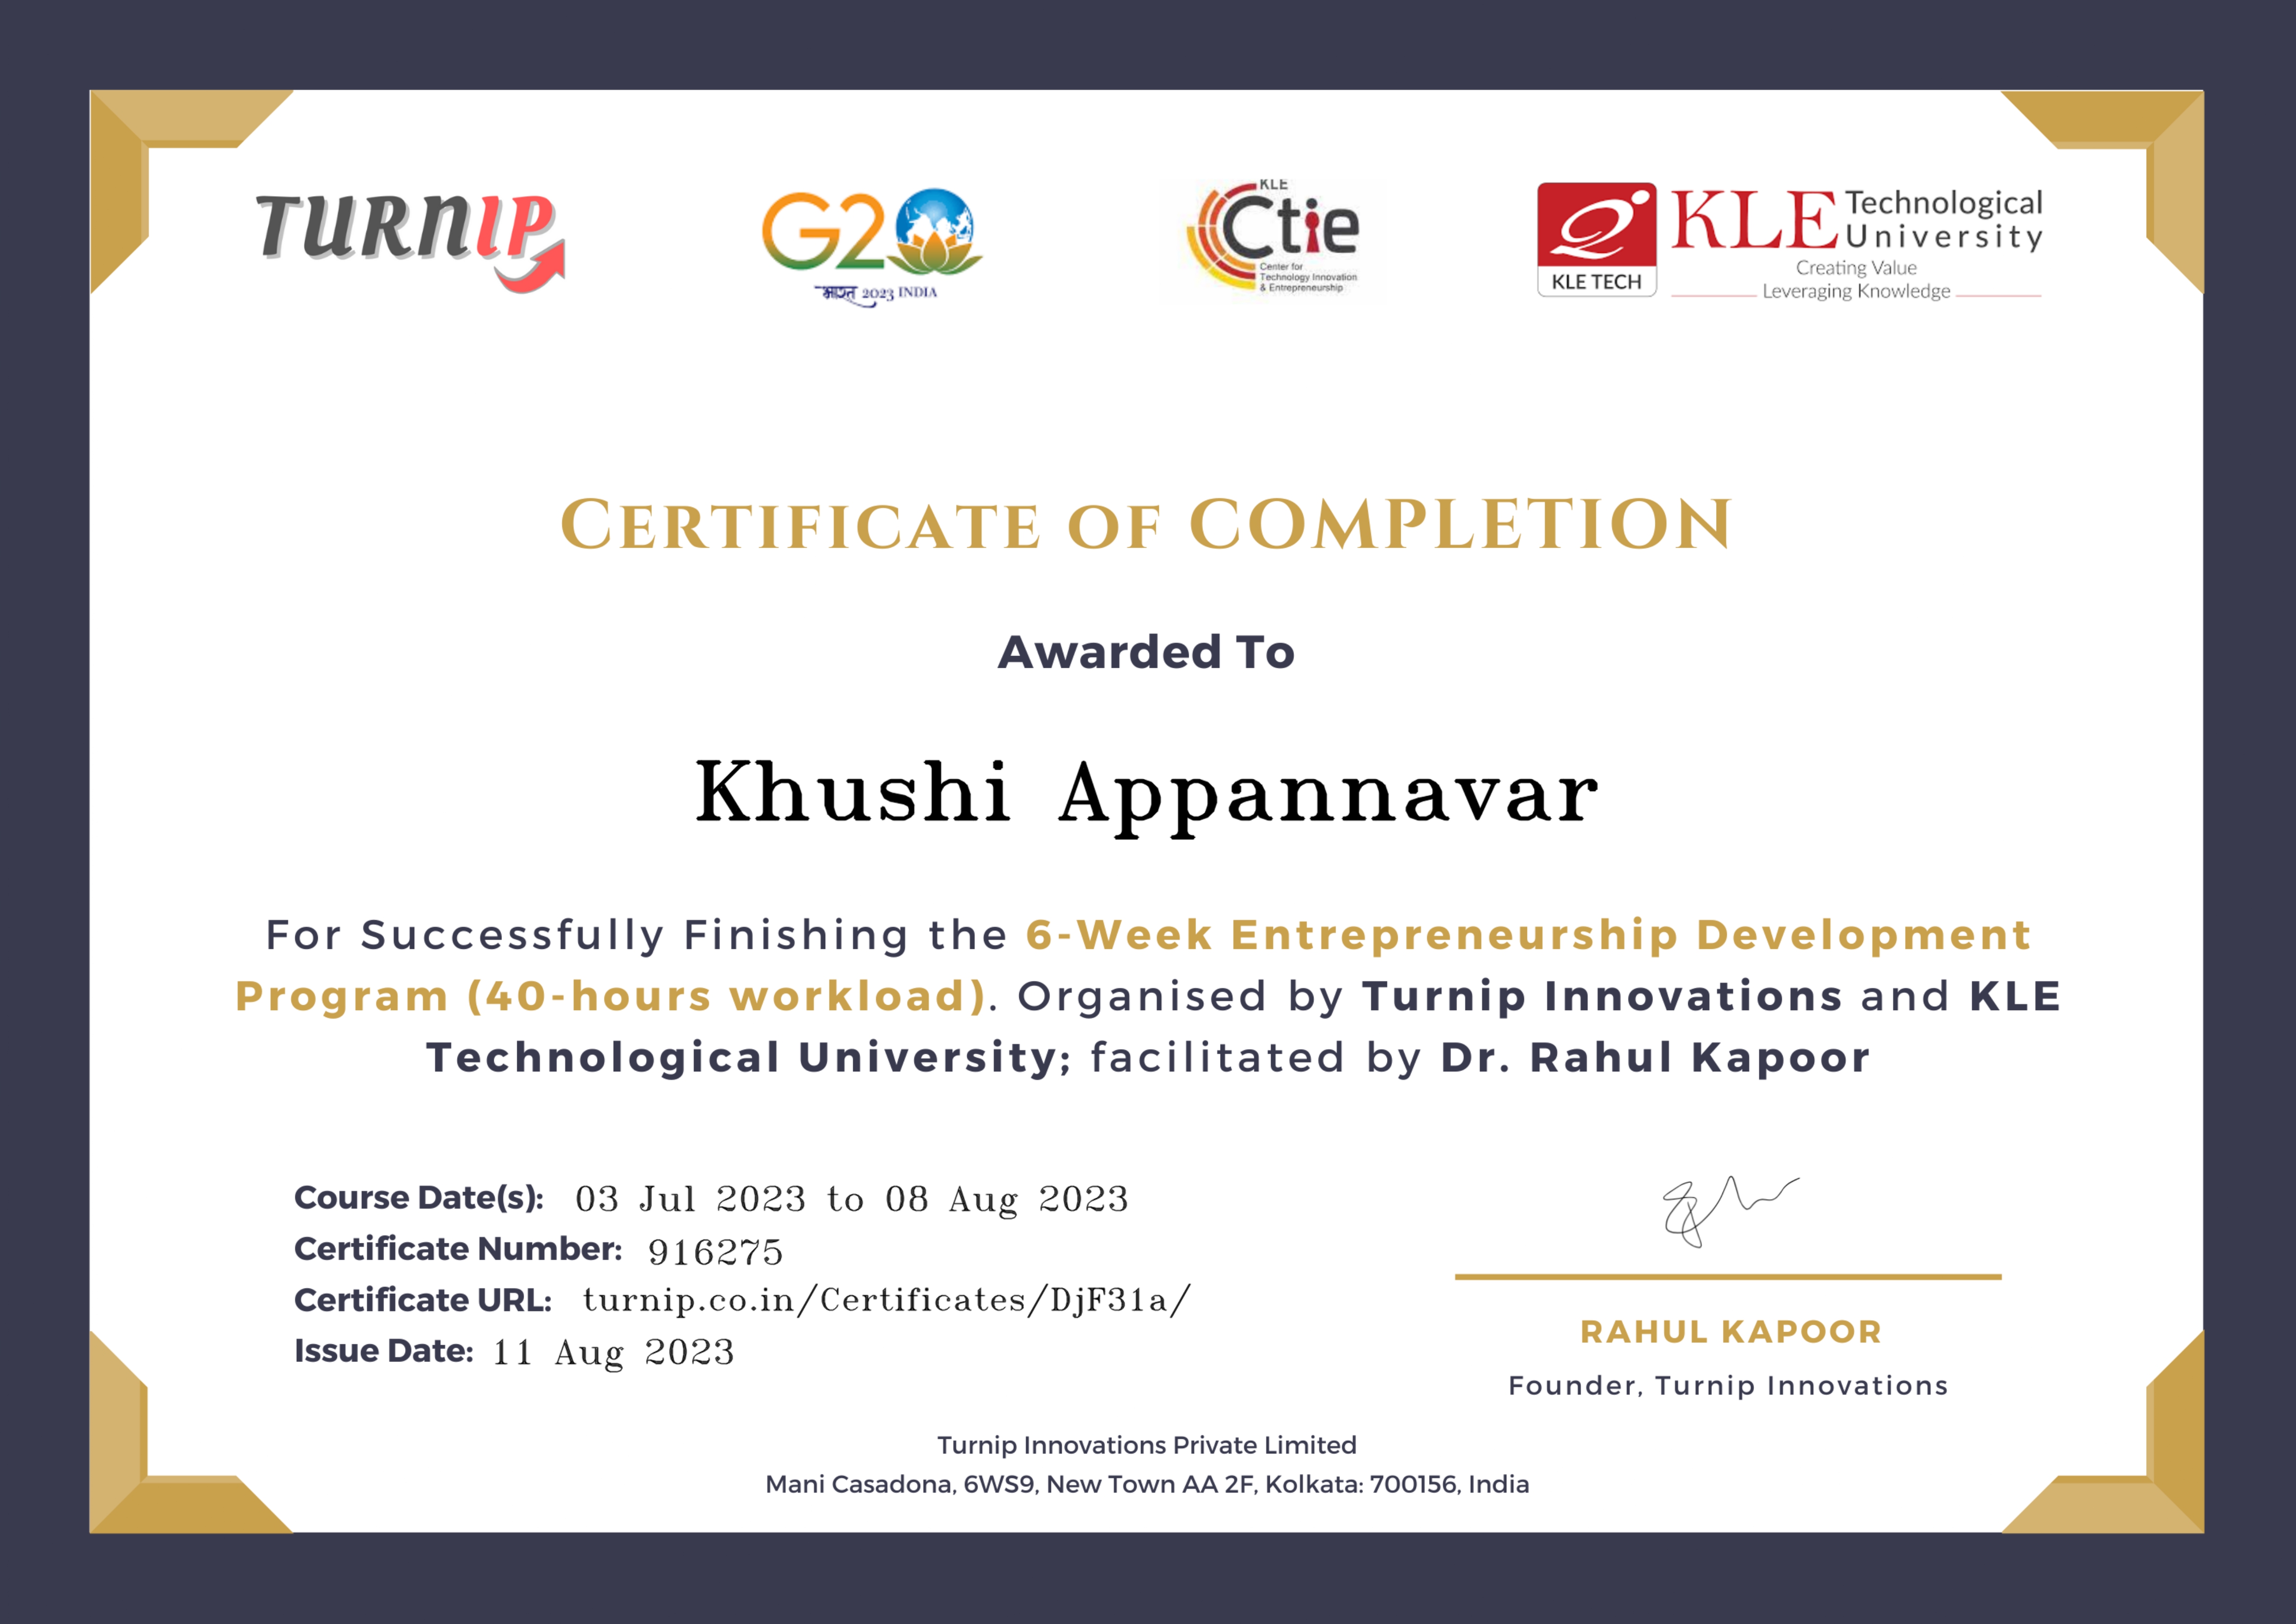 TURNIP
G20
भारत 2023 INDIA
KLE
Ctie
Center for
Technology Innovation
& Entrepreneurship
KLE TECH
KLE Technological
University
Creating Value
Leveraging Knowledge
CERTIFICATE OF COMPLETION
Awarded To
Khushi Appannavar
For Successfully Finishing the 6-Week Entrepreneurship Development
Program (40-hours workload). Organised by Turnip Innovations and KLE
Technological University; facilitated by Dr. Rahul Kapoor
Course Date(s): 03 Jul 2023 to 08 Aug 2023
Certificate Number: 916275
Certificate URL: turnip.co.in/Certificates/DjF31a/
Issue Date: 11 Aug 2023
RAHUL KAPOOR
Founder, Turnip Innovations
Turnip Innovations Private Limited
Mani Casadona, 6WS9, New Town AA 2F, Kolkata: 700156, India